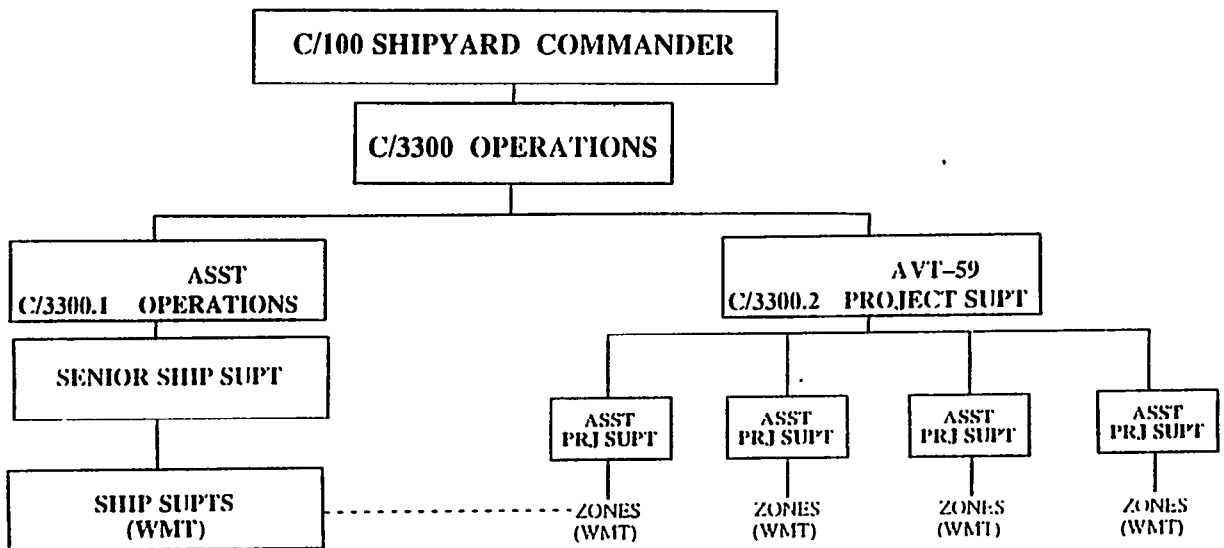 C/100 SHIPYARD COMMANDER
C/3300 OPERATIONS
ASST
C/3300.1 OPERATIONS
AVT-59
C/3300.2 PROJECT SUPT
SENIOR SHIP SUPT
ASST
PRJ SUPT
ASST
PRJ SUPT
ASST
PRJ SUPT
ASST
PRJ SUPT
SHIP SUPTS
(WMT)
ZONES
(WMT)
ZONES
(WMT)
ZONES
(WMT)
ZONES
(WMT)